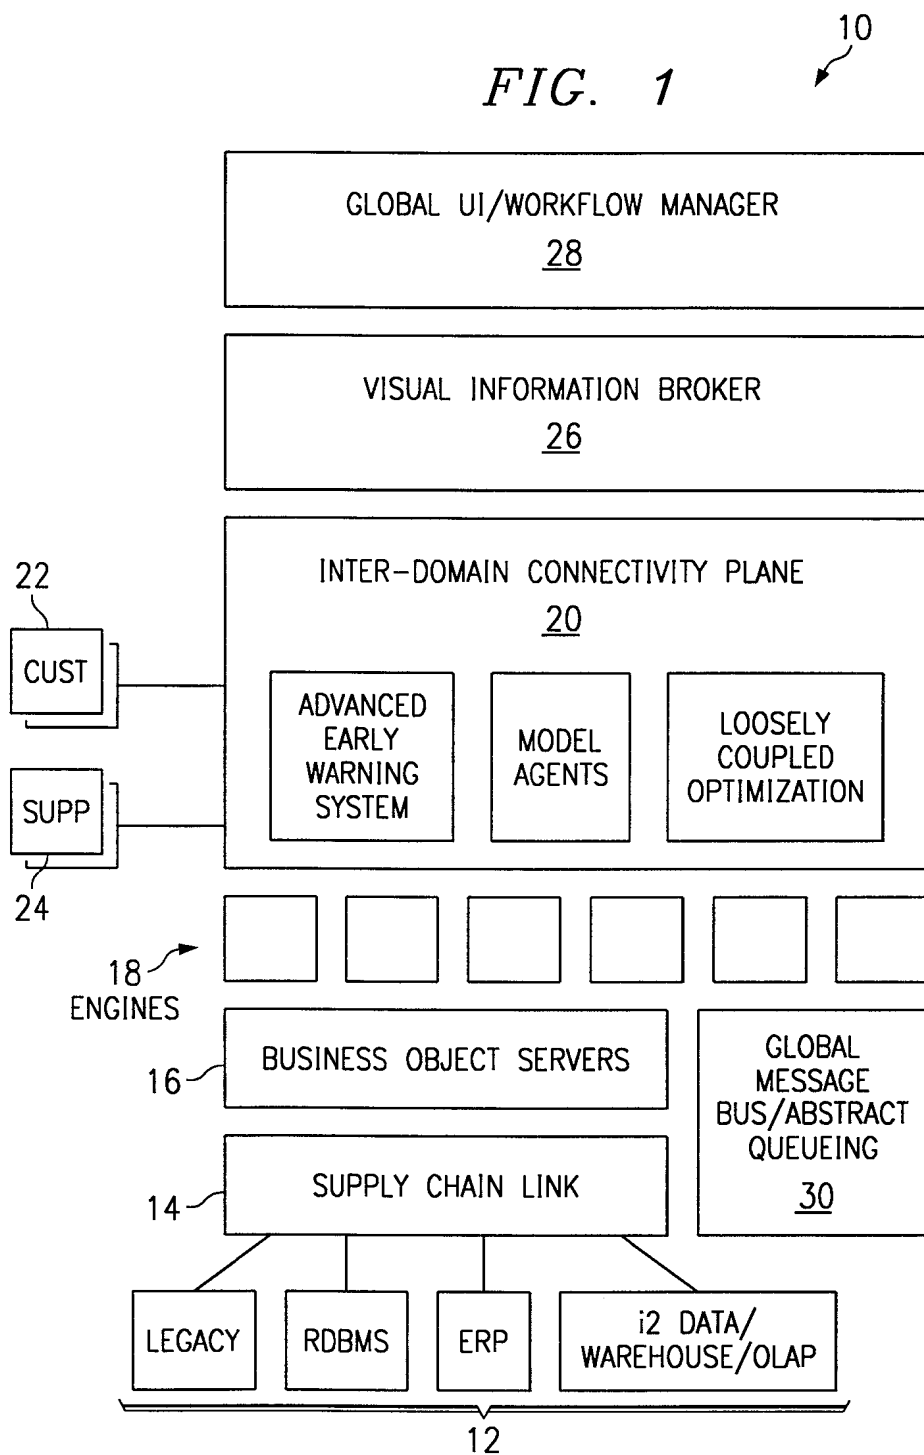 10
FIG. 1
GLOBAL UI/WORKFLOW MANAGER
28
VISUAL INFORMATION BROKER
26
INTER-DOMAIN CONNECTIVITY PLANE
20
22
CUST
SUPP
24
ADVANCED
EARLY
WARNING
SYSTEM
MODEL
AGENTS
LOOSELY
COUPLED
OPTIMIZATION
18
ENGINES
16
BUSINESS OBJECT SERVERS
GLOBAL
MESSAGE
BUS/ABSTRACT
QUEUEING
30
14
SUPPLY CHAIN LINK
LEGACY
RDBMS
ERP
i2 DATA/
WAREHOUSE/OLAP
12